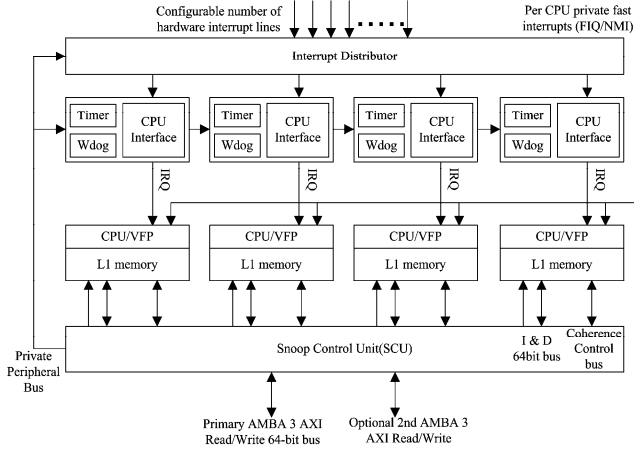 Configurable number of
hardware interrupt lines
Per CPU private fast
interrupts (FIQ/NMI)
Interrupt Distributor
Timer
Wdog
CPU
Interface
Timer
Wdog
CPU
Interface
Timer
Wdog
CPU
Interface
Timer
Wdog
CPU
Interface
IRQ
IRQ
IRQ
IRQ
CPU/VFP
L1 memory
CPU/VFP
L1 memory
CPU/VFP
L1 memory
CPU/VFP
L1 memory
Private
Peripheral
Bus
Snoop Control Unit(SCU)
I & D
64bit bus
Coherence
Control
bus
Primary AMBA 3 AXI
Read/Write 64-bit bus
Optional 2nd AMBA 3
AXI Read/Write